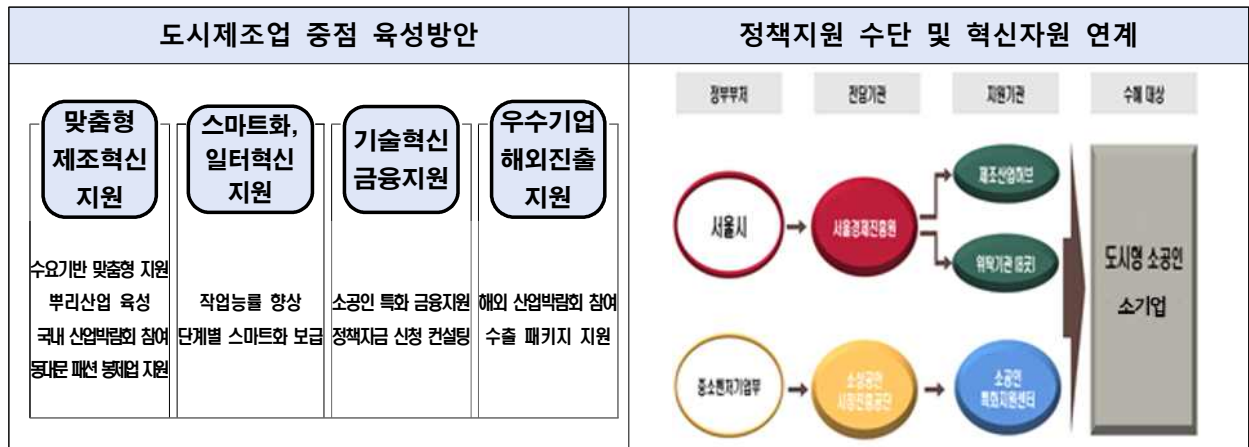 도시제조업 중점 육성방안
맞춤형
제조혁신
지원
스마트화,
일터혁신
지원
기술혁신
금융지원
우수기업
해외진출
지원
수요기반 맞춤형 지원
뿌리산업 육성
국내 산업박람회 참여
동대문 패션 봉제업 지원
작업능률 향상
단계별 스마트화 보급
소공인 특화 금융지원
정책자금 신청 컨설팅
해외 산업박람회 참여
수출 패키지 지원
정책지원 수단 및 혁신자원 연계
정부부처
전담기관
지원기관
수혜 대상
서울시
서울경제진흥원
제조산업허브
위탁기관 (8곳)
중소벤처기업부
소상공인
시장진흥공단
소공인
특화지원센터
도시형 소공인
소기업